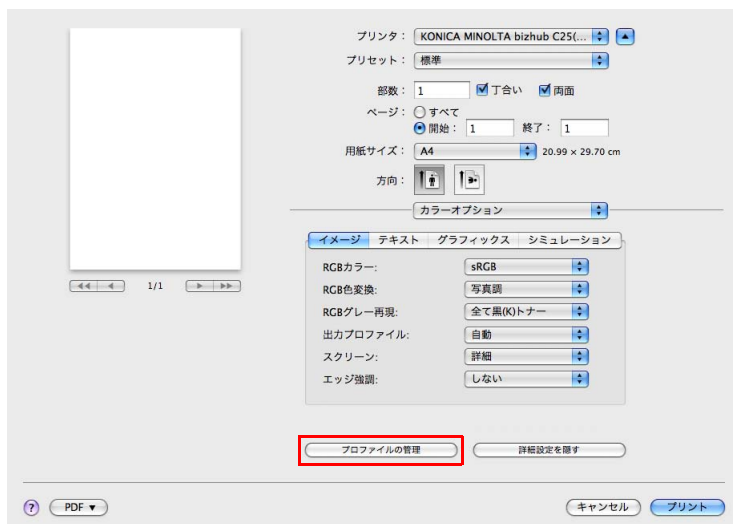 プリンタ： KONICA MINOLTA bizhub C25(...
プリセット： 標準
部数： 1 丁合い 両面
ページ： すべて
開始： 1 終了： 1
用紙サイズ： A4 20.99 × 29.70 cm
方向：
カラーオプション
イメージ テキスト グラフィックス シミュレーション
RGBカラー: sRGB
RGB色変換: 写真調
RGBグレー再現: 全て黒(K)トナー
出力プロファイル: 自動
スクリーン: 詳細
エッジ強調: しない
1/1
プロファイルの管理 詳細設定を隠す
? PDF ▼ キャンセル プリント